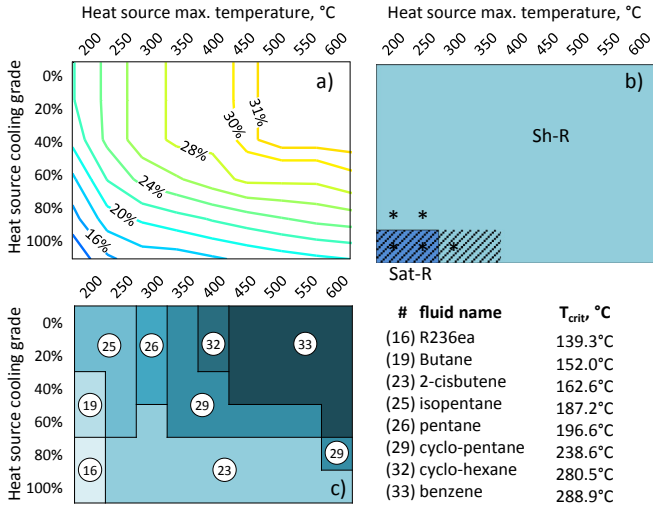 Heat source max. temperature, °C
200 250 300 350 400 450 500 550 600
Heat source cooling grade
0%
20%
40%
60%
80%
100%
a)
31%
30%
28%
24%
20%
16%
Heat source max. temperature, °C
200 250 300 350 400 450 500 550 600
b)
Sh-R
* *
* * *
Sat-R
200 250 300 350 400 450 500 550 600
Heat source cooling grade
0%
20%
40%
60%
80%
100%
25 26 32 33
19 29
16 23 29
c)
# fluid name Tcrit, °C
(16) R236ea 139.3°C
(19) Butane 152.0°C
(23) 2-cisbutene 162.6°C
(25) isopentane 187.2°C
(26) pentane 196.6°C
(29) cyclo-pentane 238.6°C
(32) cyclo-hexane 280.5°C
(33) benzene 288.9°C